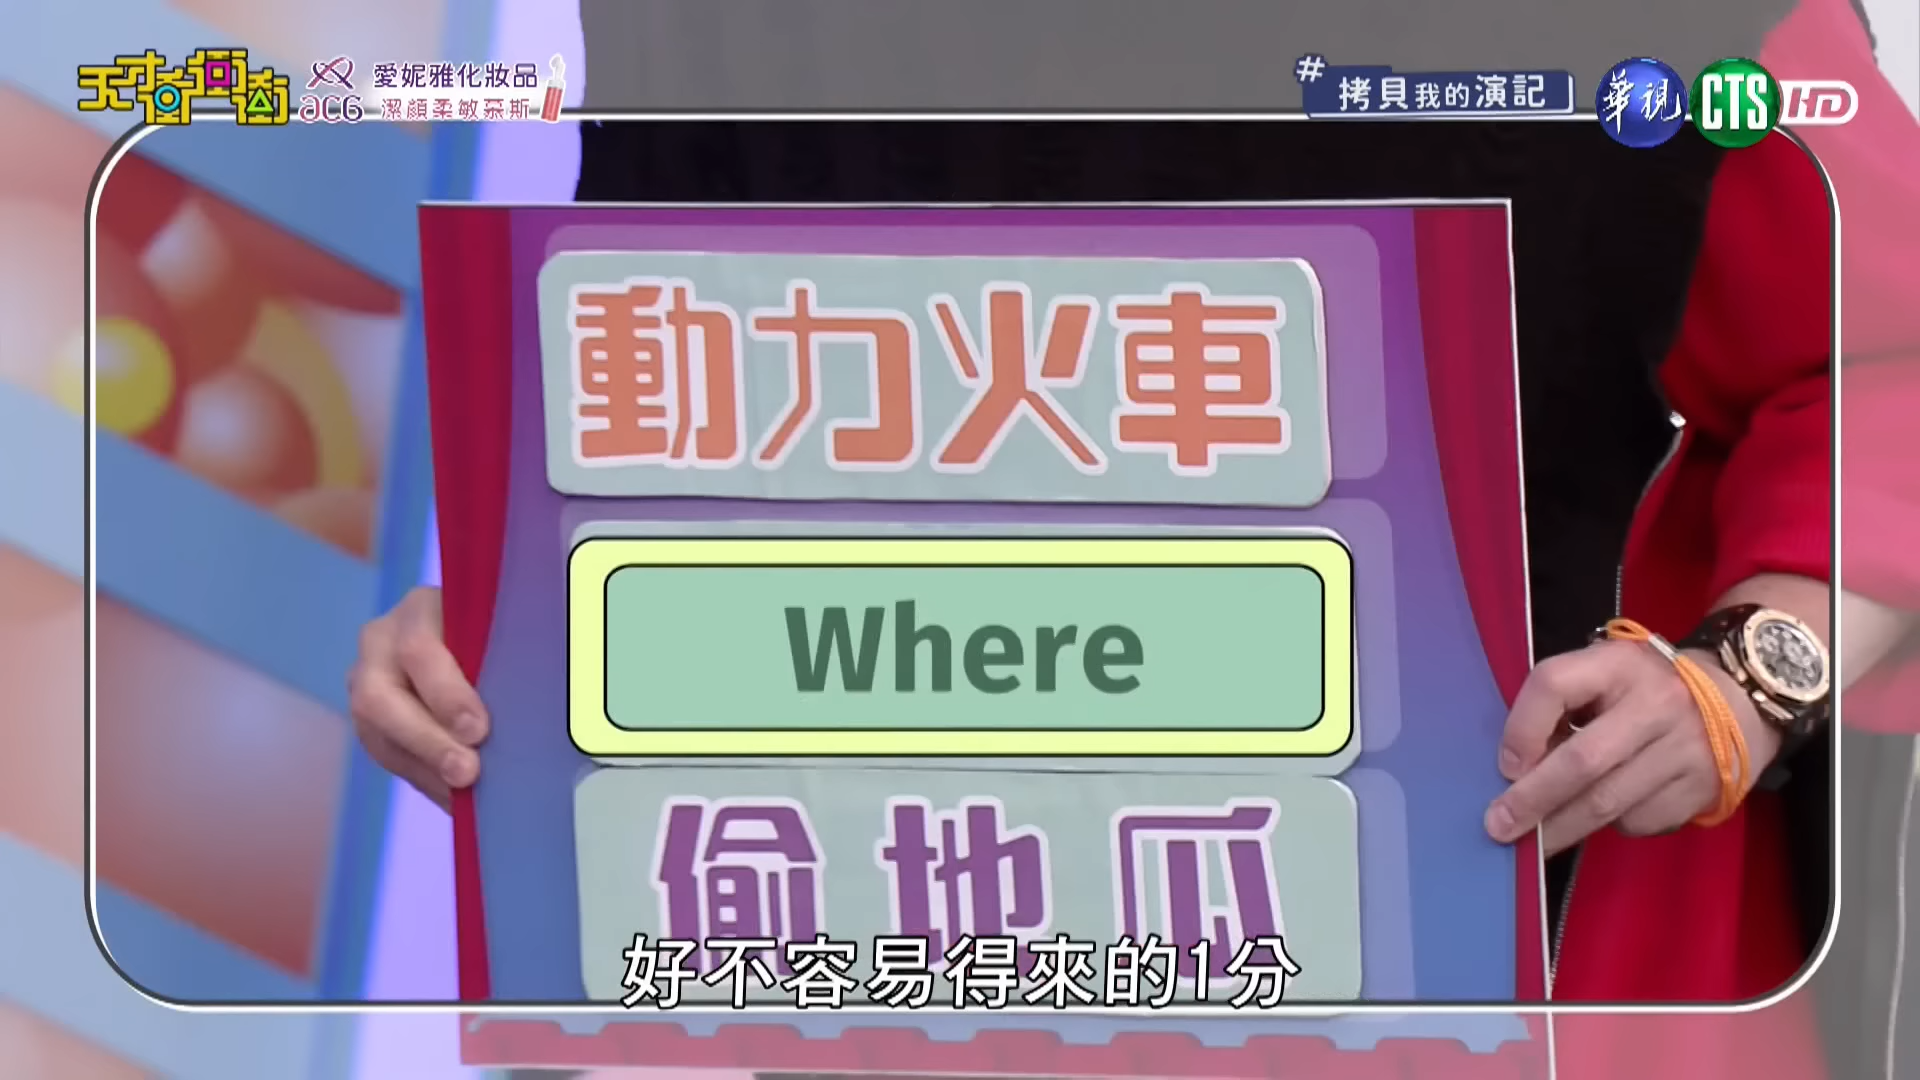 天才衝衝衝
ac6
愛妮雅化妝品
潔顏柔敏慕斯
#拷貝我的演記
華視
CTS
HD
動力火車
Where
偷地瓜
好不容易得來的1分